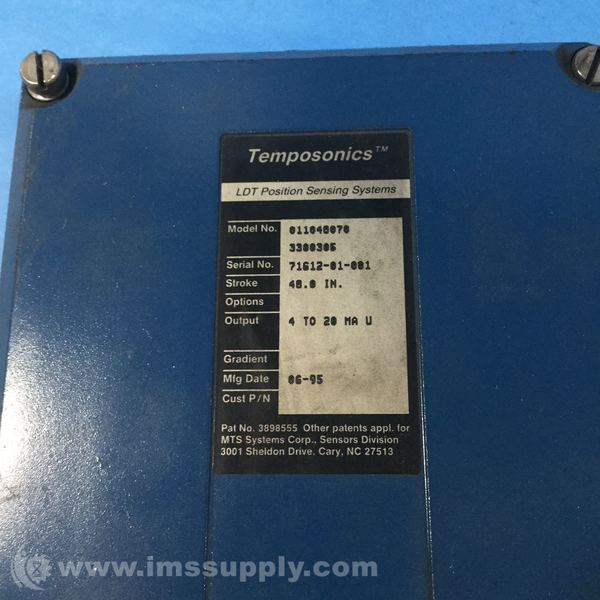 Temposonics™
LDT Position Sensing Systems
Model No. 011048070
3300305
Serial No. 71612-01-001
Stroke 48.0 IN.
Options
Output 4 TO 20 MA U
Gradient
Mfg Date 06-95
Cust P/N
Pat No. 3898555 Other patents appl. for
MTS Systems Corp., Sensors Division
3001 Sheldon Drive. Cary, NC 27513
www.imssupply.com